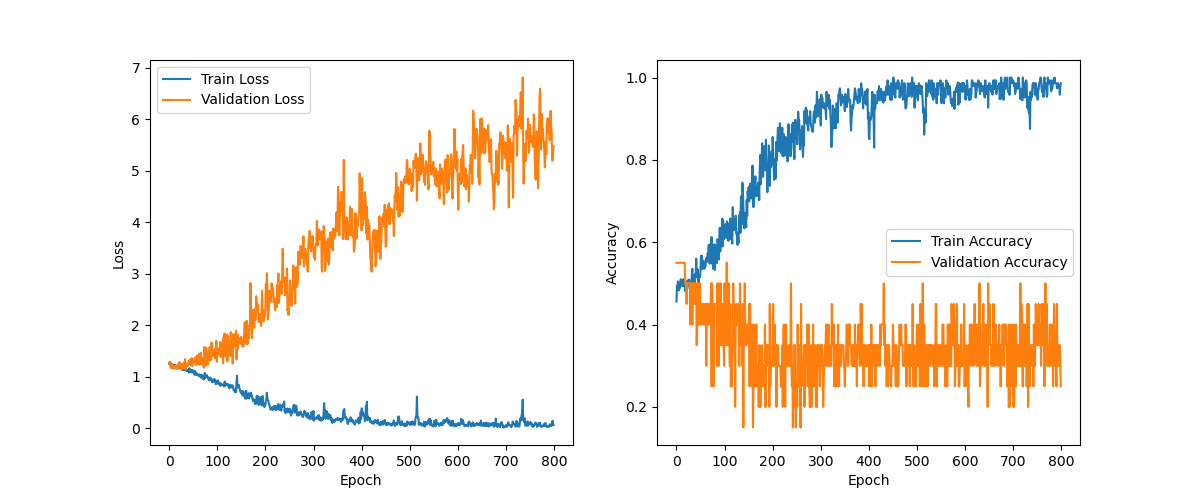 Train Loss
Validation Loss
7
6
5
4
3
2
1
0
Loss
0 100 200 300 400 500 600 700 800
Epoch
1.0
0.8
0.6
0.4
0.2
Accuracy
Train Accuracy
Validation Accuracy
0 100 200 300 400 500 600 700 800
Epoch